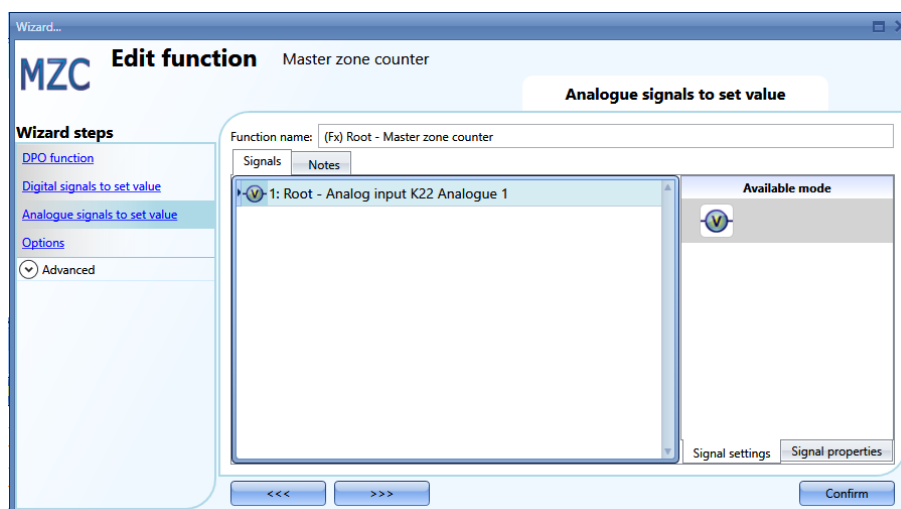 Wizard...
MZC
Edit function Master zone counter
Analogue signals to set value
Wizard steps
DPO function
Digital signals to set value
Analogue signals to set value
Options
Advanced
Function name: (Fx) Root - Master zone counter
Signals Notes
V 1: Root - Analog input K22 Analogue 1
Available mode
V
Signal settings Signal properties
<<< >>> Confirm